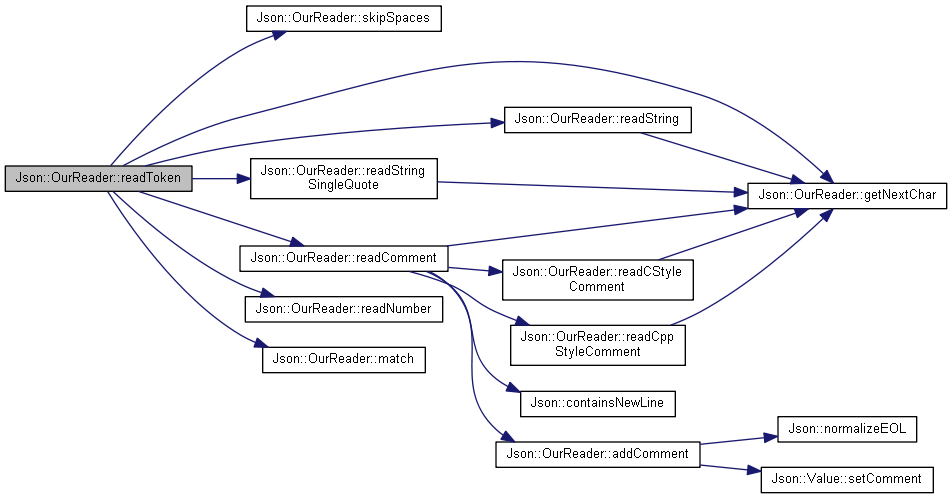 Json::OurReader::skipSpaces
Json::OurReader::readString
Json::OurReader::readToken
Json::OurReader::readString
SingleQuote
Json::OurReader::getNextChar
Json::OurReader::readComment
Json::OurReader::readCStyle
Comment
Json::OurReader::readNumber
Json::OurReader::readCpp
StyleComment
Json::OurReader::match
Json::containsNewLine
Json::normalizeEOL
Json::OurReader::addComment
Json::Value::setComment